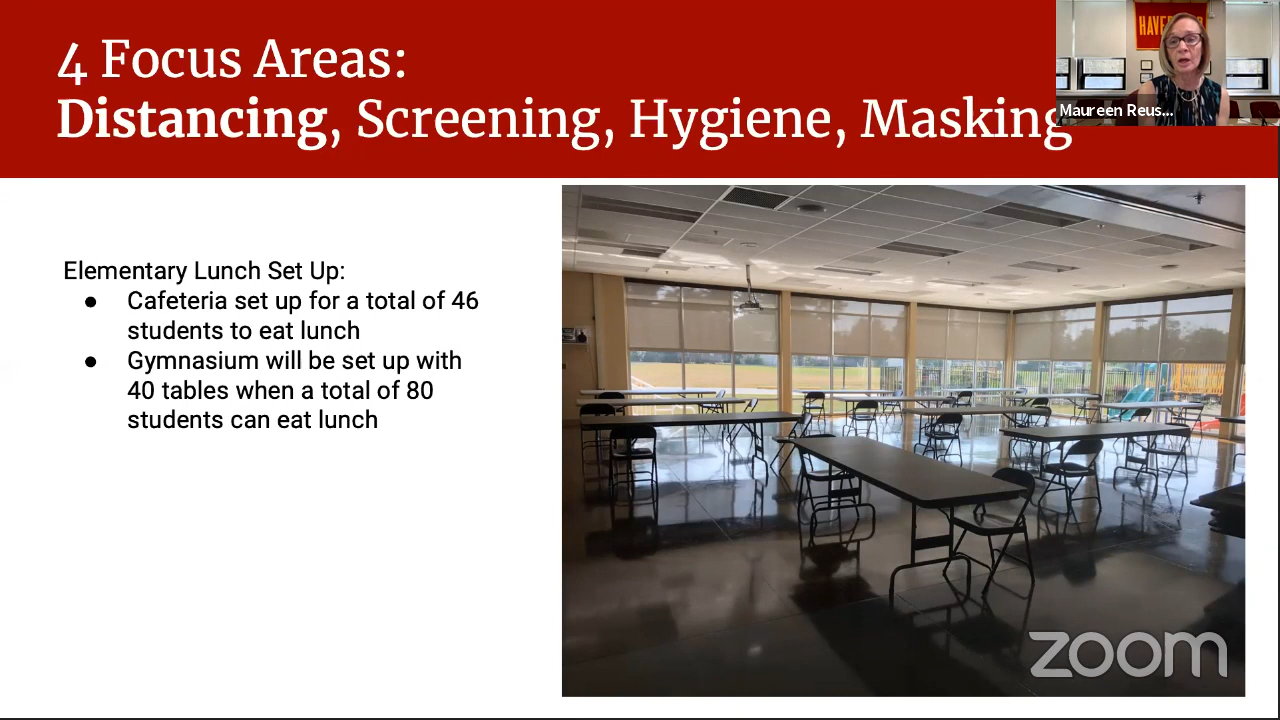 4 Focus Areas:
Distancing, Screening, Hygiene, Masking
Maureen Reus...
Elementary Lunch Set Up:
● Cafeteria set up for a total of 46
students to eat lunch
● Gymnasium will be set up with
40 tables when a total of 80
students can eat lunch
zoom